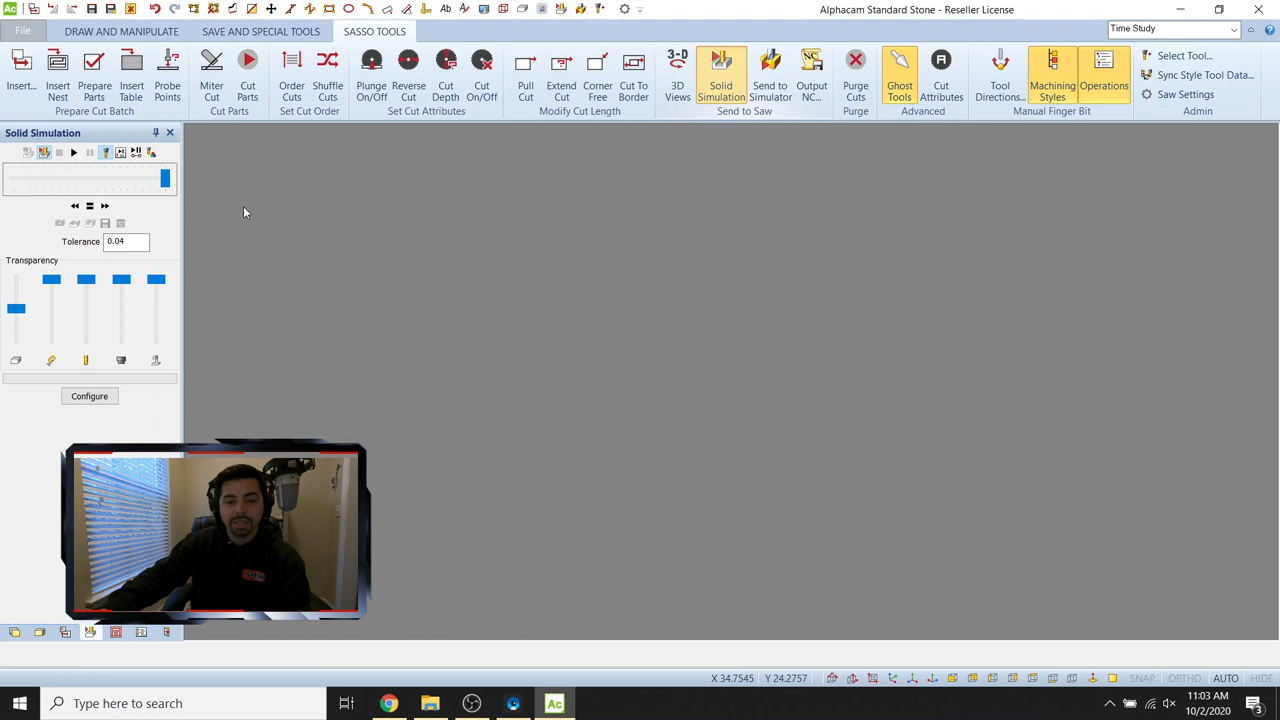 Alphacam Standard Stone - Reseller License
File
DRAW AND MANIPULATE
SAVE AND SPECIAL TOOLS
SASSO TOOLS
Time Study
Insert...
Insert Nest
Prepare Parts
Insert Table
Probe Points
Miter Cut
Cut Parts
Order Cuts
Shuffle Cuts
Plunge On/Off
Reverse Cut
Cut Depth
Cut On/Off
Pull Cut
Extend Cut
Corner Free
Cut To Border
3D Views
Solid Simulation
Send to Simulator
Output NC...
Purge Cuts
Ghost Tools
Cut Attributes
Tool Directions...
Machining Styles
Operations
Select Tool...
Sync Style Tool Data...
Saw Settings
Prepare Cut Batch
Cut Parts
Set Cut Order
Set Cut Attributes
Modify Cut Length
Send to Saw
Purge
Advanced
Manual Finger Bit
Admin
Solid Simulation
Tolerance 0.04
Transparency
Configure
X 34.7545 Y 24.2757
SNAP ORTHO AUTO HIDE
Type here to search
11:03 AM
10/2/2020